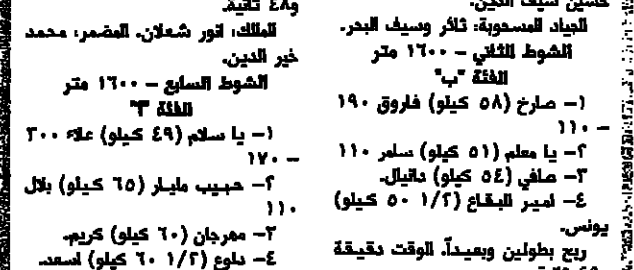 حسين سيف الدين.
الجياد المسحوبة: ثائر وسيف البدر.
الشوط الثاني – ١٦٠٠ متر
الفئة "ب"
١– صارخ (٥٨ كيلو) فاروق ١٩٠
– ١١٠
٢– يا معلم (٥١ كيلو) سامر ١١٠
٣– صافي (٥٤ كيلو) دانيال.
٤– امير البقاع (١/٢ ٥٠ كيلو)
يونس.
ربح بطولين وبعيداً. الوقت دقيقة
و٤٨ ثانية.
المالك: انور شعلان. المضمر: محمد
خير الدين.
الشوط السابع – ١٦٠٠ متر
الفئة
١– يا سلام (٤٩ كيلو) علاء ٣٠٠
– ١٧٠
٢– حبيب مليار (٦٥ كيلو) بلال
١١٠
٣– مهرجان (٦٠ كيلو) كريم.
٤– دلوع (١/٢ ٦٠ كيلو) اسعد.